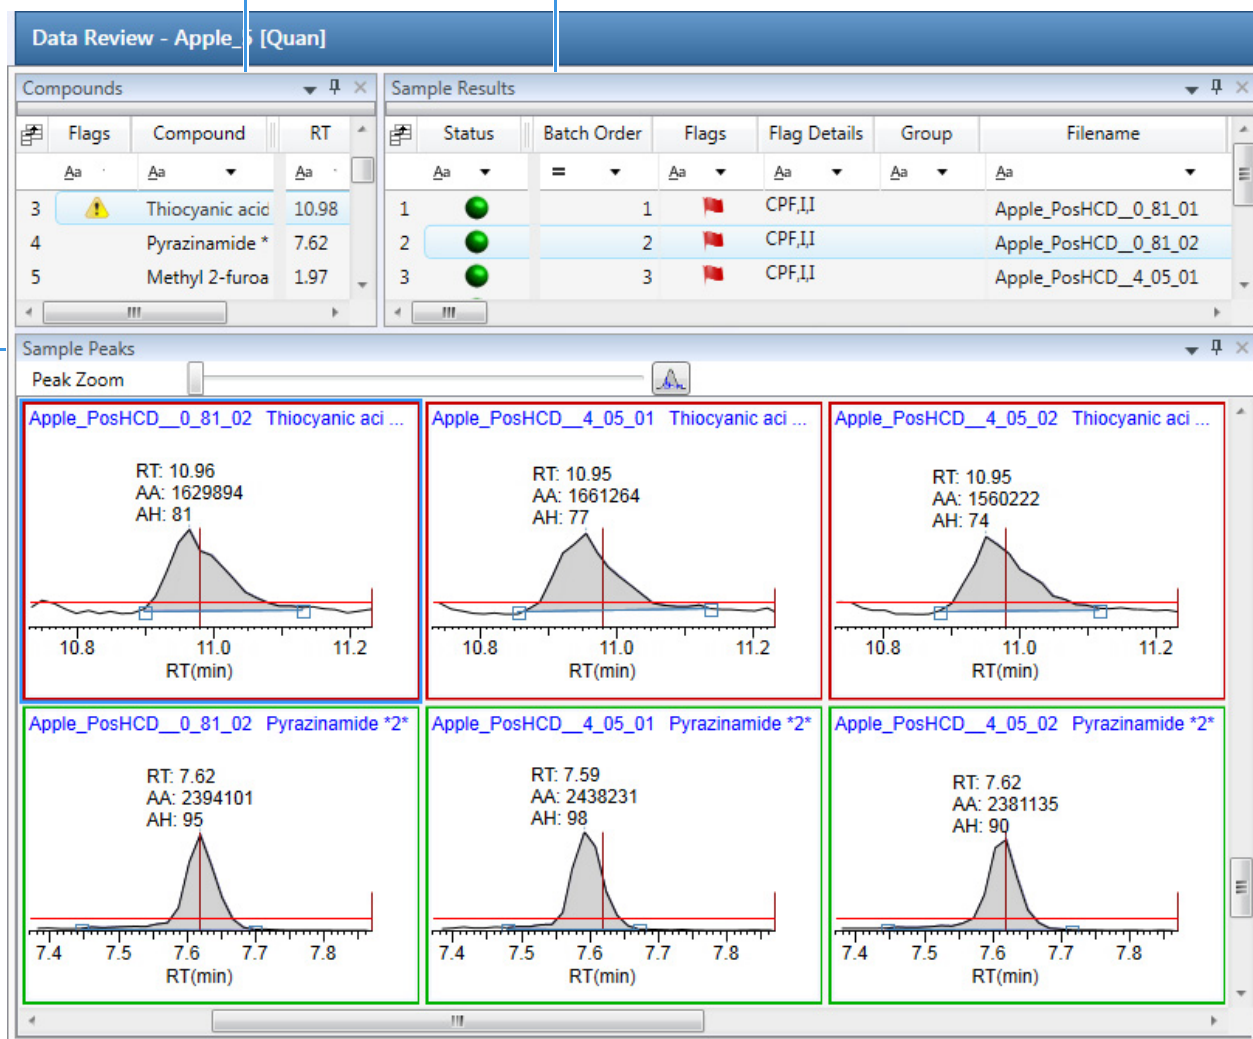 Data Review - Apple_5 [Quan]
Compounds
Sample Results
Flags Compound RT
Status Batch Order Flags Flag Details Group Filename
Aa Aa Aa
Aa = Aa Aa Aa Aa
3 Thiocyanic acid 10.98
4 Pyrazinamide * 7.62
5 Methyl 2-furoa 1.97
1 1 CPF,I,I Apple_PosHCD__0_81_01
2 2 CPF,I,I Apple_PosHCD__0_81_02
3 3 CPF,I,I Apple_PosHCD__4_05_01
Sample Peaks
Peak Zoom
Apple_PosHCD__0_81_02 Thiocyanic aci ...
RT: 10.96
AA: 1629894
AH: 81
10.8 11.0 11.2
RT(min)
Apple_PosHCD__4_05_01 Thiocyanic aci ...
RT: 10.95
AA: 1661264
AH: 77
10.8 11.0 11.2
RT(min)
Apple_PosHCD__4_05_02 Thiocyanic aci ...
RT: 10.95
AA: 1560222
AH: 74
10.8 11.0 11.2
RT(min)
Apple_PosHCD__0_81_02 Pyrazinamide *2*
RT: 7.62
AA: 2394101
AH: 95
7.4 7.5 7.6 7.7 7.8
RT(min)
Apple_PosHCD__4_05_01 Pyrazinamide *2*
RT: 7.59
AA: 2438231
AH: 98
7.4 7.5 7.6 7.7 7.8
RT(min)
Apple_PosHCD__4_05_02 Pyrazinamide *2*
RT: 7.62
AA: 2381135
AH: 90
7.4 7.5 7.6 7.7 7.8
RT(min)